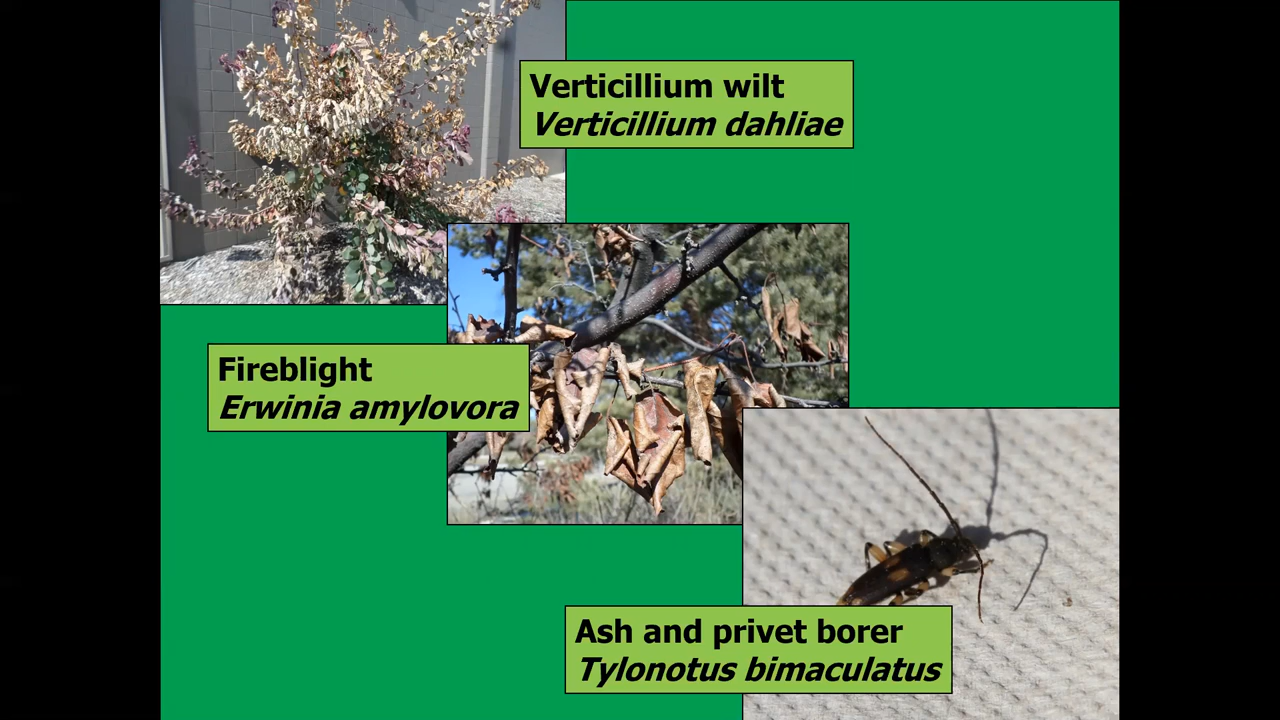 Verticillium wilt
Verticillium dahliae
Fireblight
Erwinia amylovora
Ash and privet borer
Tylonotus bimaculatus